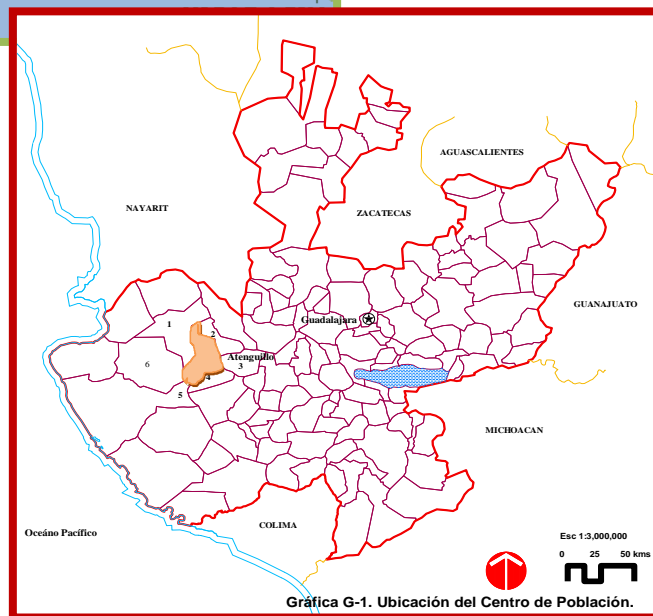 AGUASCALIENTES
NAYARIT
ZACATECAS
GUANAJUATO
Guadalajara
1
2
Atenguillo
3
6
4
5
MICHOACAN
Oceáno Pacífico
COLIMA
Esc 1:3,000,000
0 25 50 kms
Gráfica G-1. Ubicación del Centro de Población.